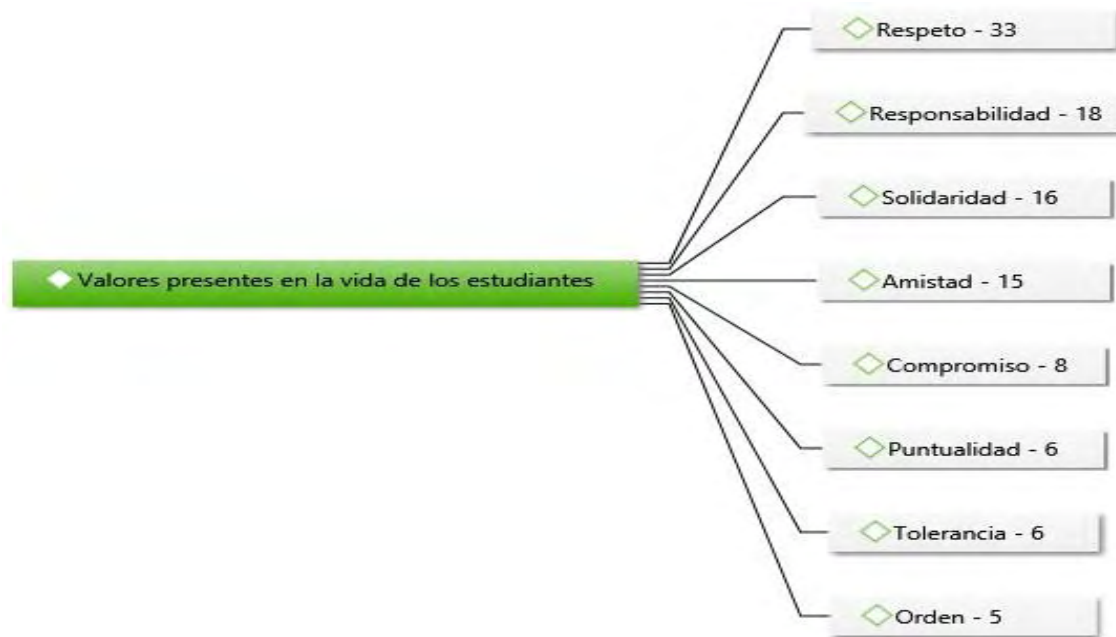 Valores presentes en la vida de los estudiantes
Respeto - 33
Responsabilidad - 18
Solidaridad - 16
Amistad - 15
Compromiso - 8
Puntualidad - 6
Tolerancia - 6
Orden - 5